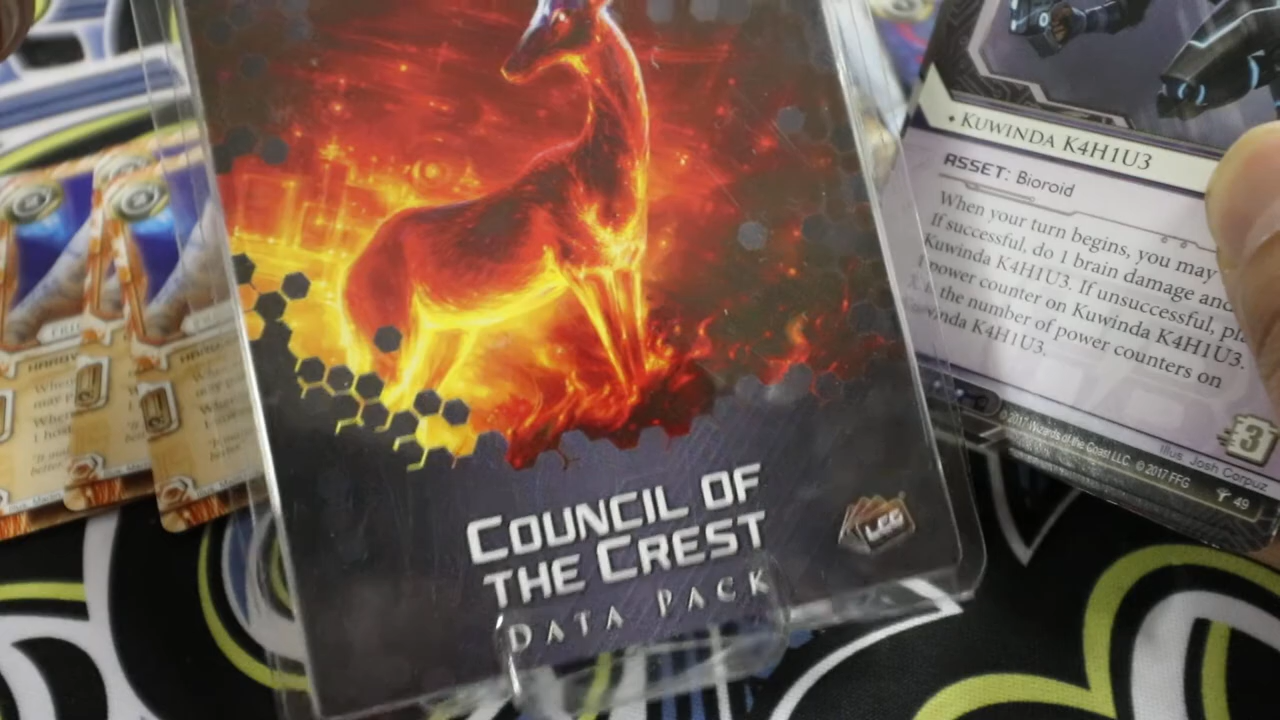 COUNCIL OF
THE CREST
DATA PACK
LCG
KUWINDA K4H1U3
ASSET: Bioroid
When your turn begins, you may
If successful, do 1 brain damage and
Kuwinda K4H1U3. If unsuccessful, pla
power counter on Kuwinda K4H1U3.
the number of power counters on
K4H1U3.
3
Illus. Josh Corpuz
© 2017 Wizards of the Coast LLC. © 2017 FFG
49